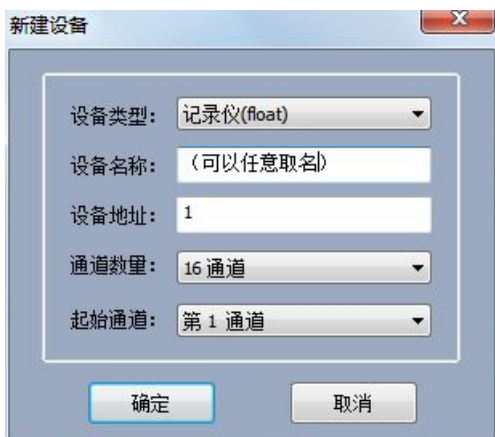 新建设备
设备类型： 记录仪(float)
设备名称： （可以任意取名）
设备地址： 1
通道数量： 16 通道
起始通道： 第 1 通道
确定 取消